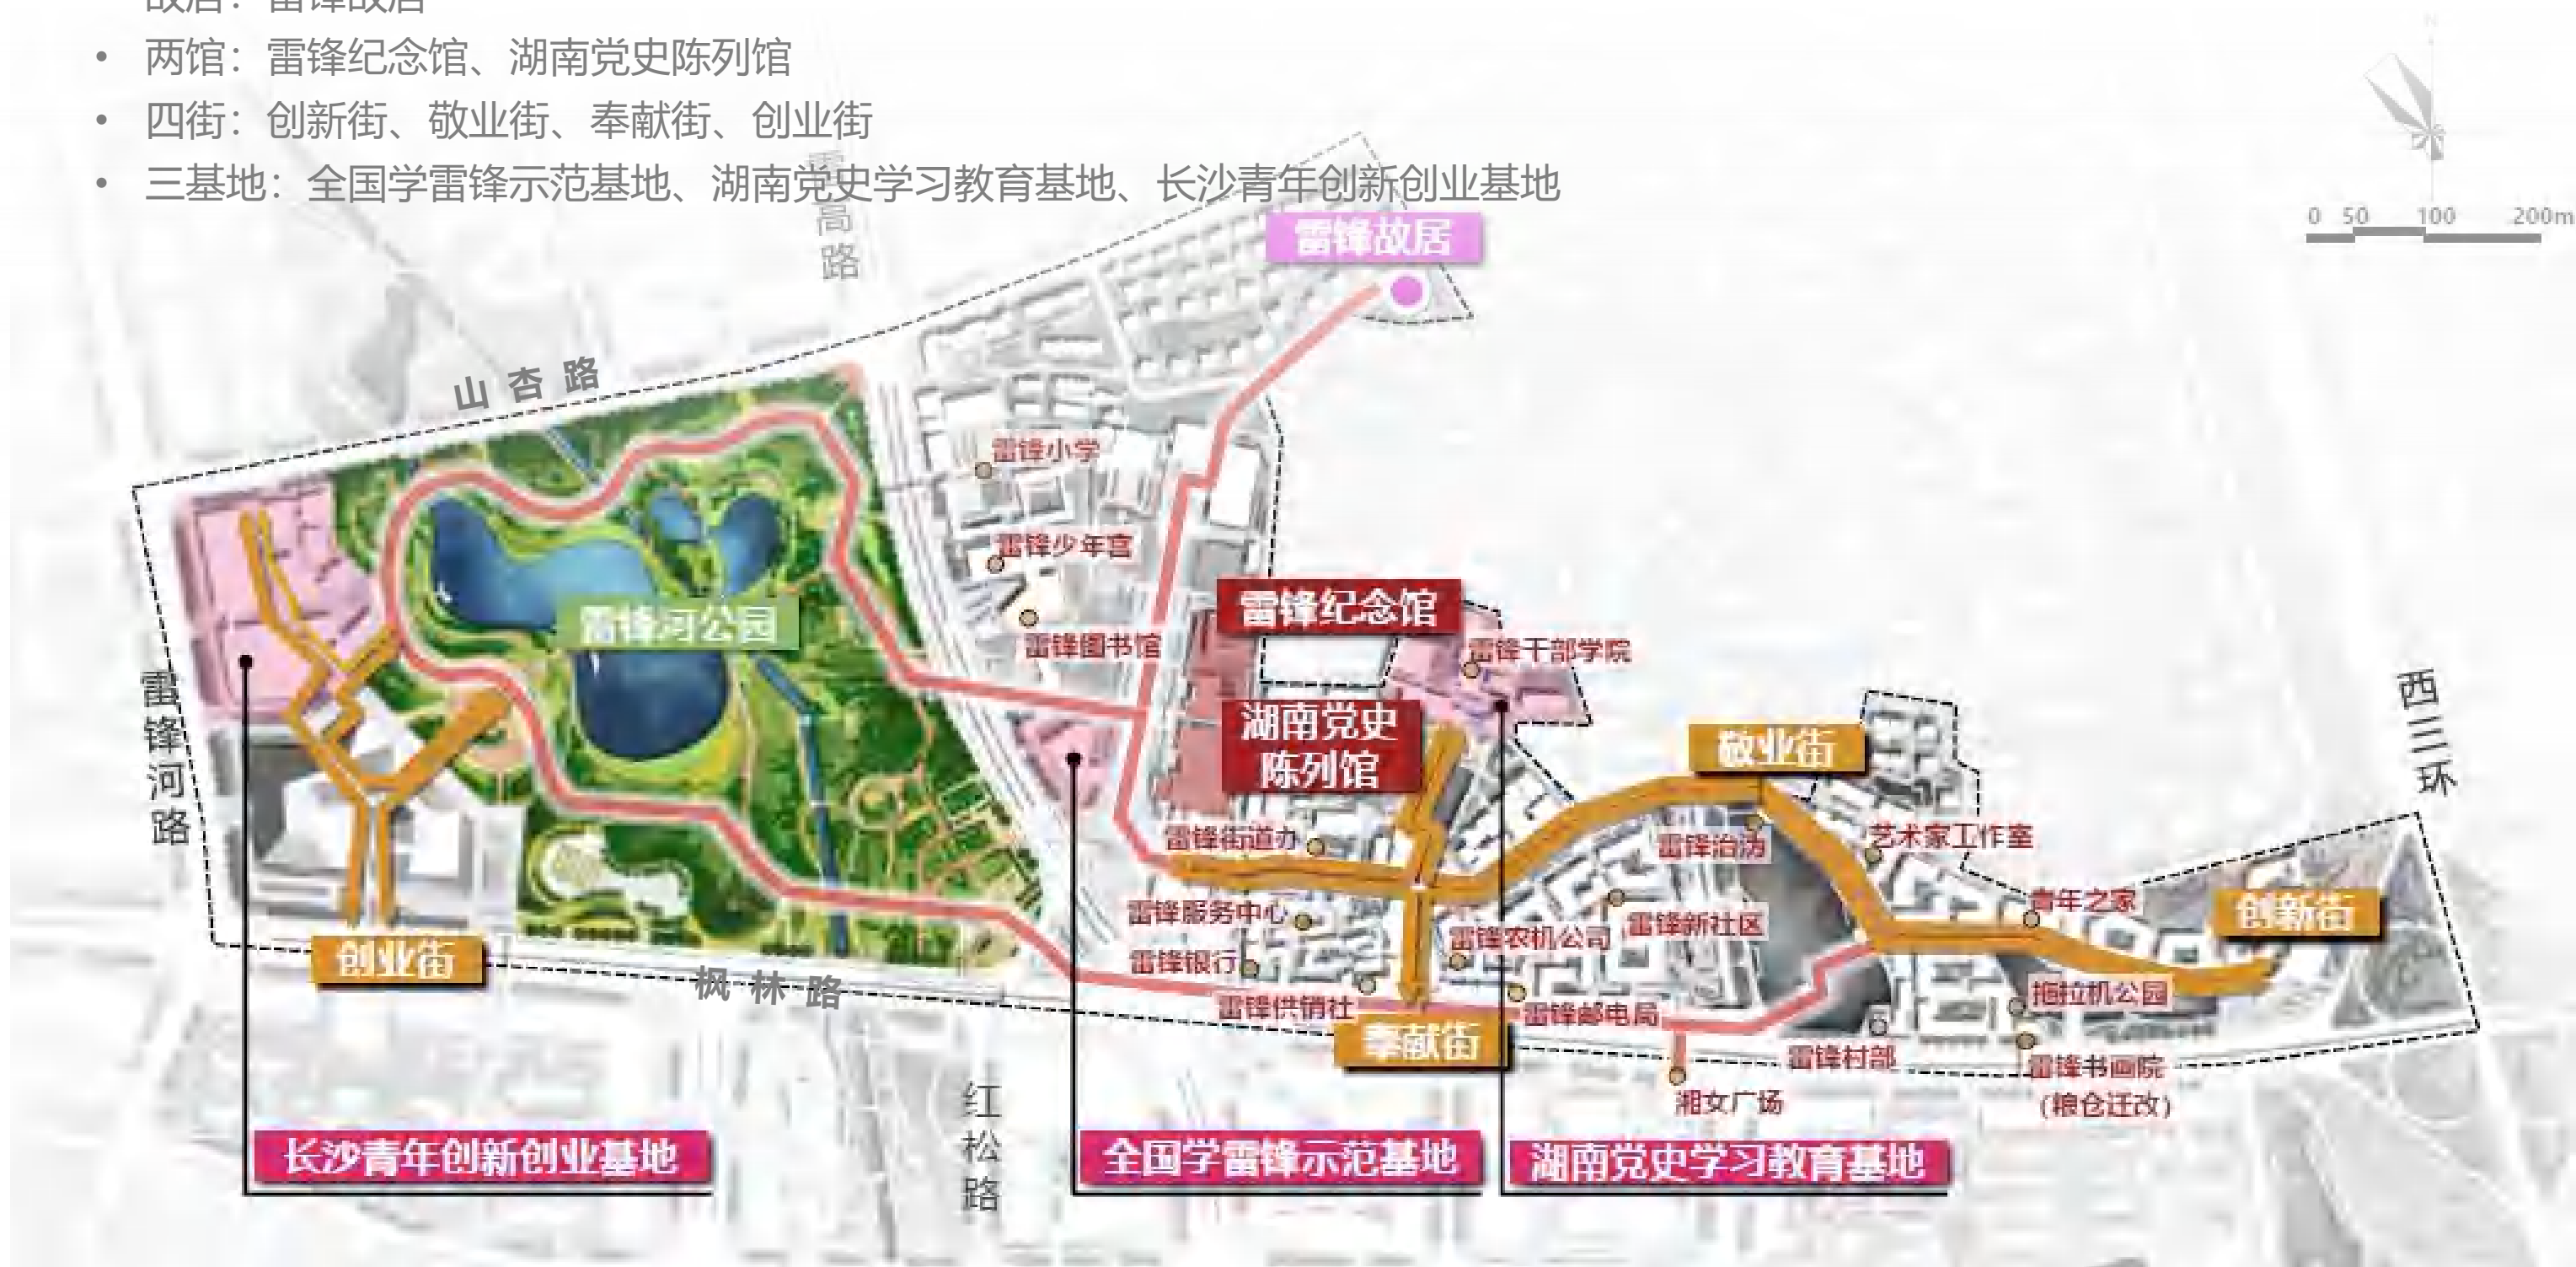 故居：雷锋故居
• 两馆：雷锋纪念馆、湖南党史陈列馆
• 四街：创新街、敬业街、奉献街、创业街
• 三基地：全国学雷锋示范基地、湖南党史学习教育基地、长沙青年创新创业基地
N
0 50 100 200m
雷高路
雷锋故居
山杏路
雷锋小学
雷锋少年宫
雷锋河公园
雷锋纪念馆
雷锋图书馆
雷锋干部学院
雷锋河路
西三环
湖南党史
陈列馆
敬业街
雷锋街道办
雷锋治沩
艺术家工作室
雷锋服务中心
青年之家
创新街
雷锋农机公司
雷锋新社区
创业街
雷锋银行
枫林路
雷锋供销社
雷锋邮电局
拖拉机公园
奉献街
雷锋村部
雷锋书画院
(粮仓迁改)
湘女广场
红松路
长沙青年创新创业基地
全国学雷锋示范基地
湖南党史学习教育基地